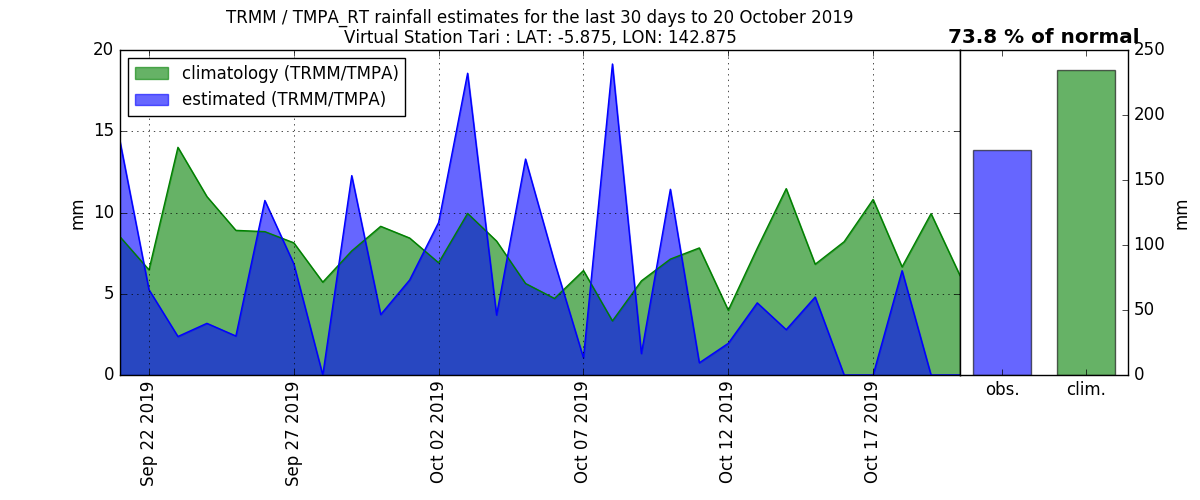 TRMM / TMPA_RT rainfall estimates for the last 30 days to 20 October 2019
Virtual Station Tari : LAT: -5.875, LON: 142.875
73.8 % of normal
climatology (TRMM/TMPA)
estimated (TRMM/TMPA)
20
15
10
5
0
mm
Sep 22 2019
Sep 27 2019
Oct 02 2019
Oct 07 2019
Oct 12 2019
Oct 17 2019
250
200
150
100
50
0
mm
obs.
clim.